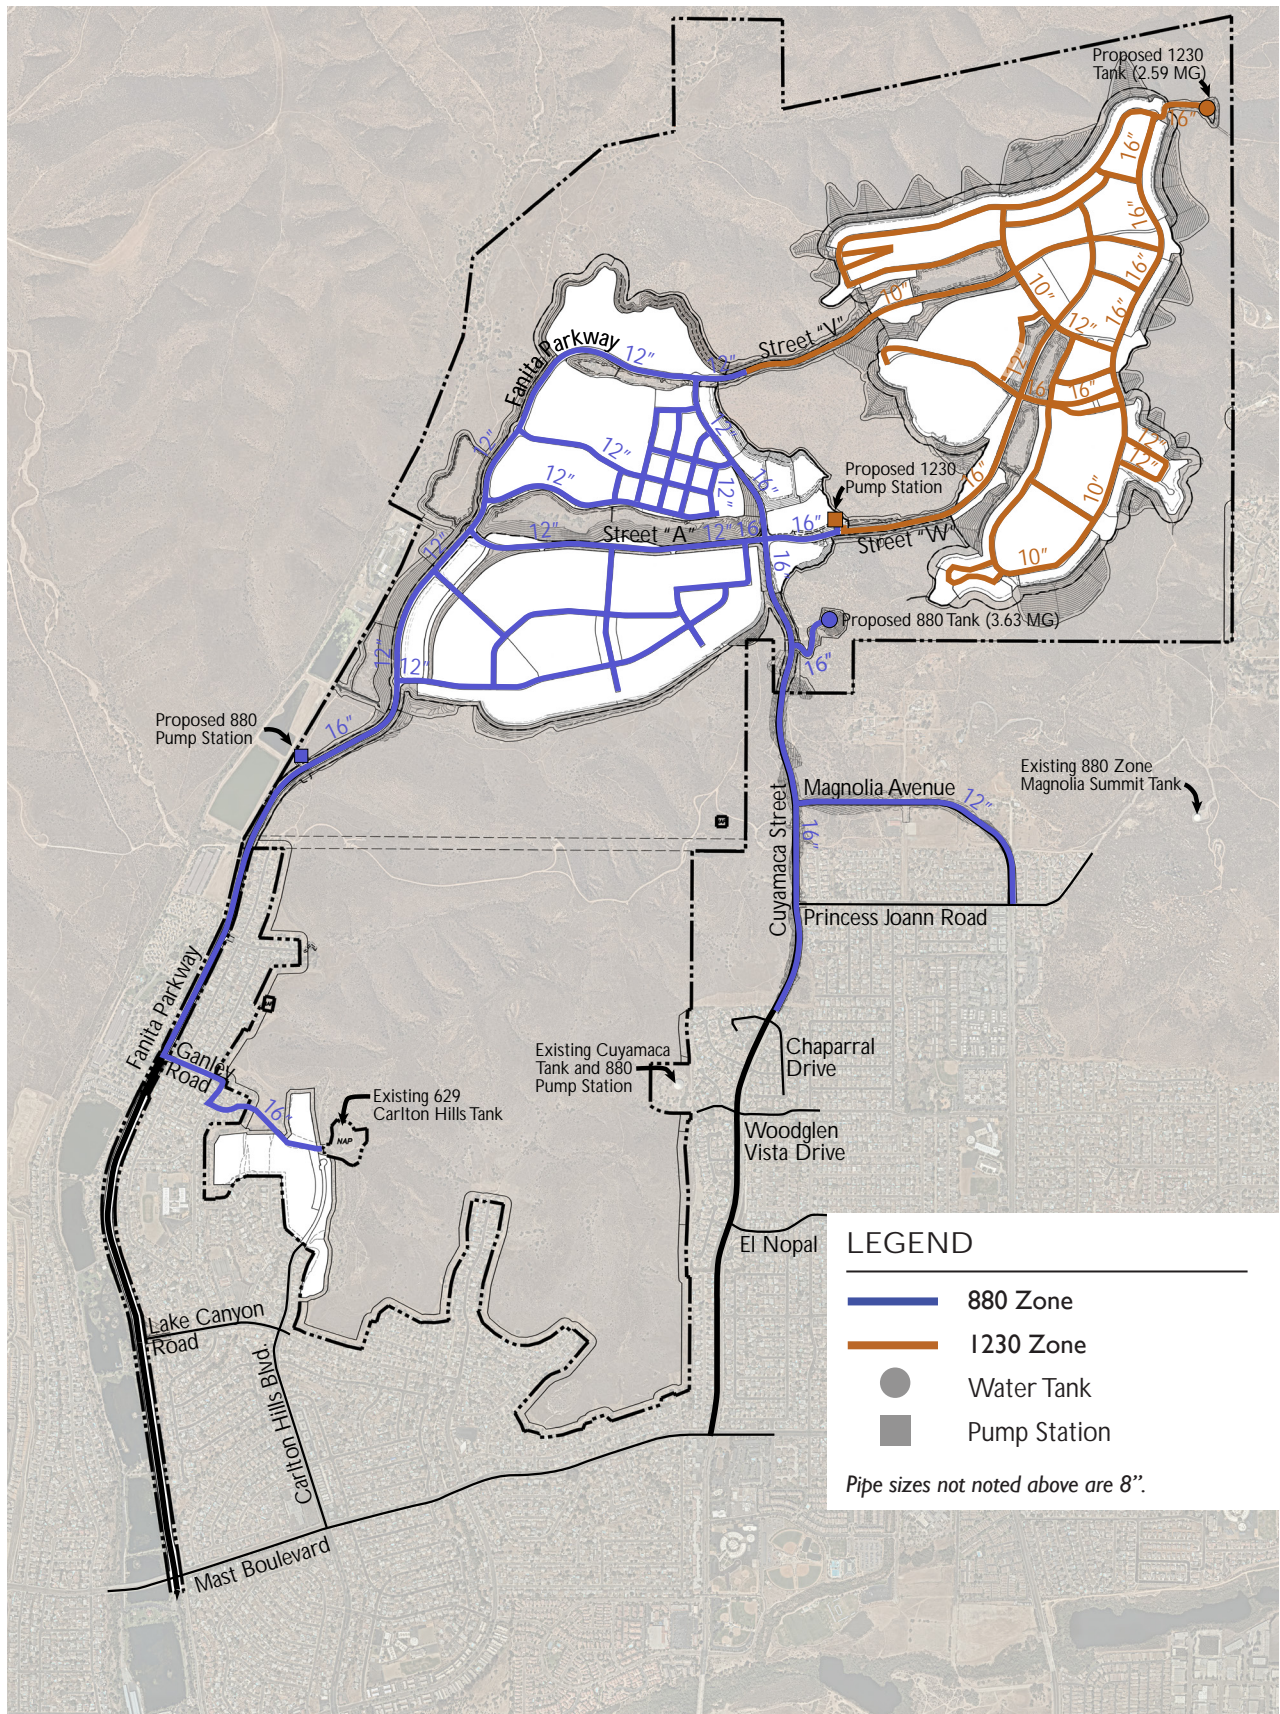 Proposed 1230
Tank (2.59 MG)
16”
16”
16”
16”
16”
10”
10”
12”
Street “V”
Fanita Parkway
12”
12”
12”
16”
12”
12”
12”
12”
12”
16”
Proposed 1230
Pump Station
16”
12”
12”
10”
12”
Street “A”
12”
16”
16”
Street “W”
12”
16”
10”
Proposed 880 Tank (3.63 MG)
12”
12”
16”
Proposed 880
Pump Station
16”
Existing 880 Zone
Magnolia Summit Tank
Magnolia Avenue
12”
16”
Cuyamaca Street
Princess Joann Road
Fanita Parkway
Ganley
Road
16”
Existing Cuyamaca
Tank and 880
Pump Station
Chaparral
Drive
Existing 629
Carlton Hills Tank
NAP
Woodglen
Vista Drive
El Nopal
Lake Canyon
Road
Carlton Hills Blvd.
Mast Boulevard
LEGEND
880 Zone
1230 Zone
Water Tank
Pump Station
Pipe sizes not noted above are 8”.